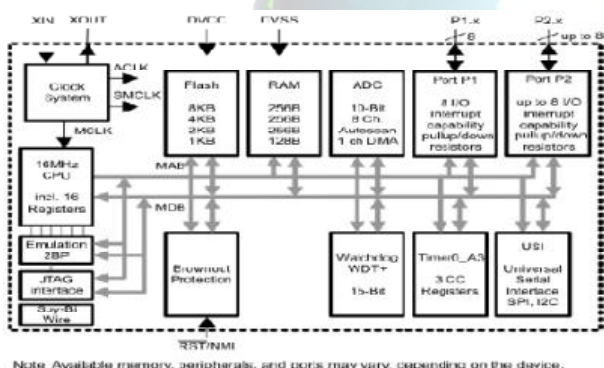 XIN XOUT DVCC DVSS P1.x P2.x
8 up to 8
ACLK
SMCLK
MCLK
Clock
System
Flash
8KB
4KB
2KB
1KB
RAM
256B
256B
256B
128B
ADC
10-Bit
8 Ch.
Autoscan
1 ch DMA
Port P1
8 I/O
Interrupt
capability
pullup/down
resistors
Port P2
up to 8 I/O
Interrupt
capability
pullup/down
resistors
16MHz
CPU
incl. 16
Registers
MAB
MDB
Emulation
2BP
JTAG
Interface
Spy-Bi
Wire
Brownout
Protection
RST/NMI
Watchdog
WDT+
15-Bit
Timer0_A3
3 CC
Registers
USI
Universal
Serial
Interface
SPI, I2C
Note Available memory, peripherals, and ports may vary, depending on the device.